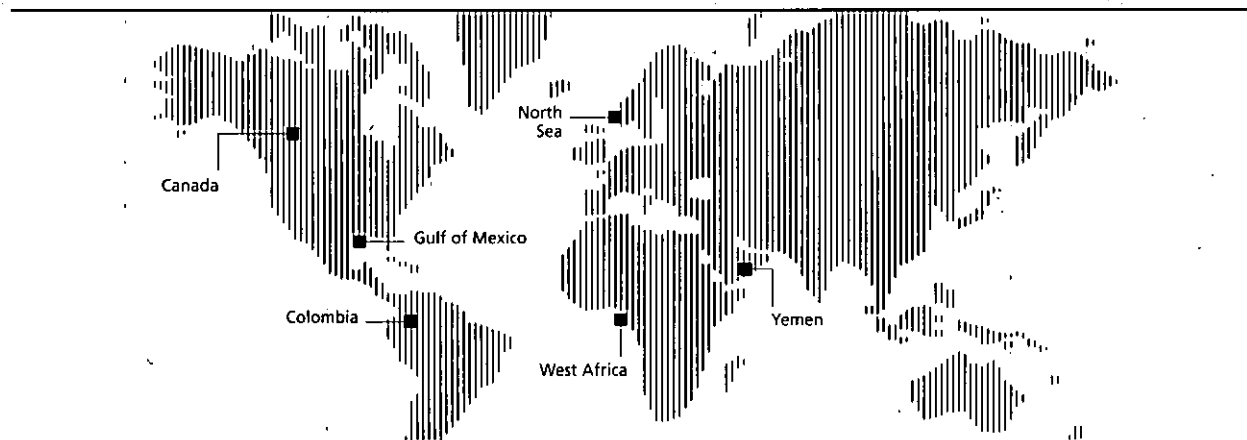 North
Sea
Canada
Gulf of Mexico
Colombia
Yemen
West Africa